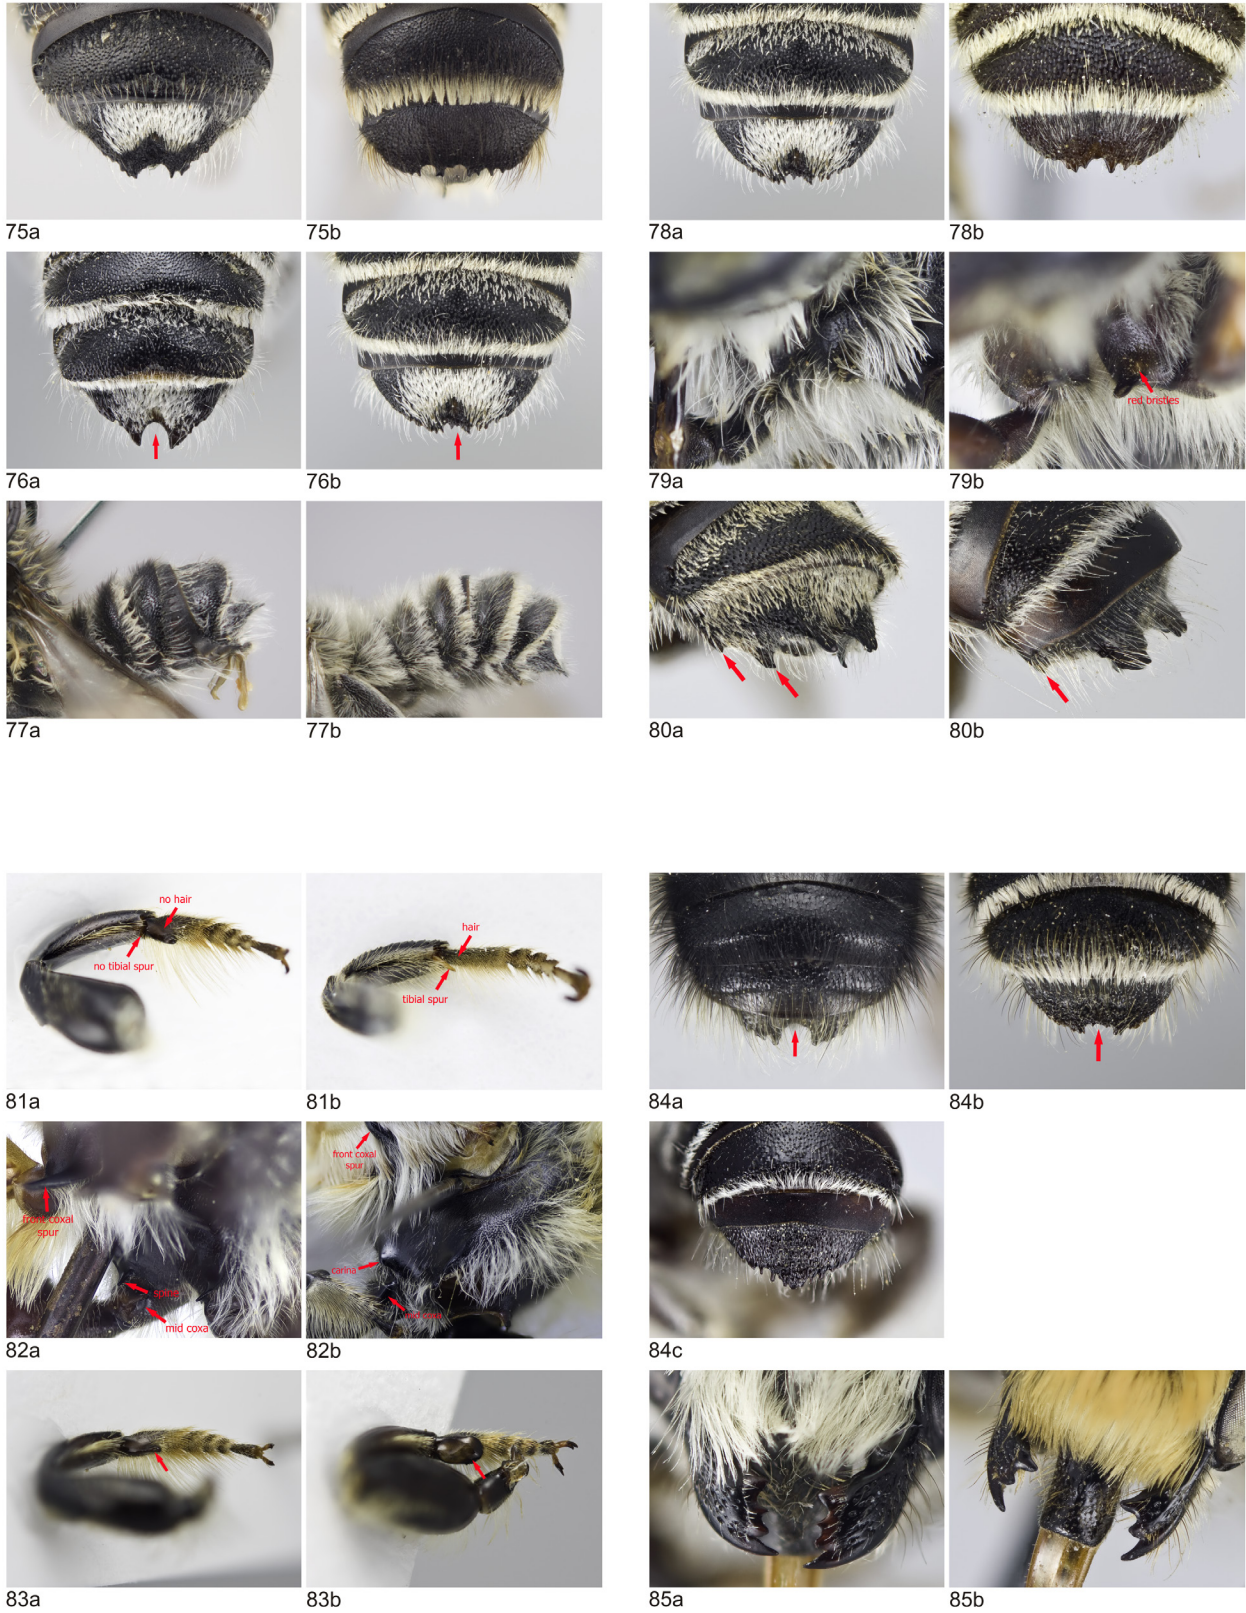 75a
75b
78a
78b
76a
76b
79a
red bristles
79b
77a
77b
80a
80b
no hair
no tibial spur
81a
hair
tibial spur
81b
84a
84b
front coxal
spur
mid coxa
82a
front coxal
spur
carina
82b
84c
83a
83b
85a
85b